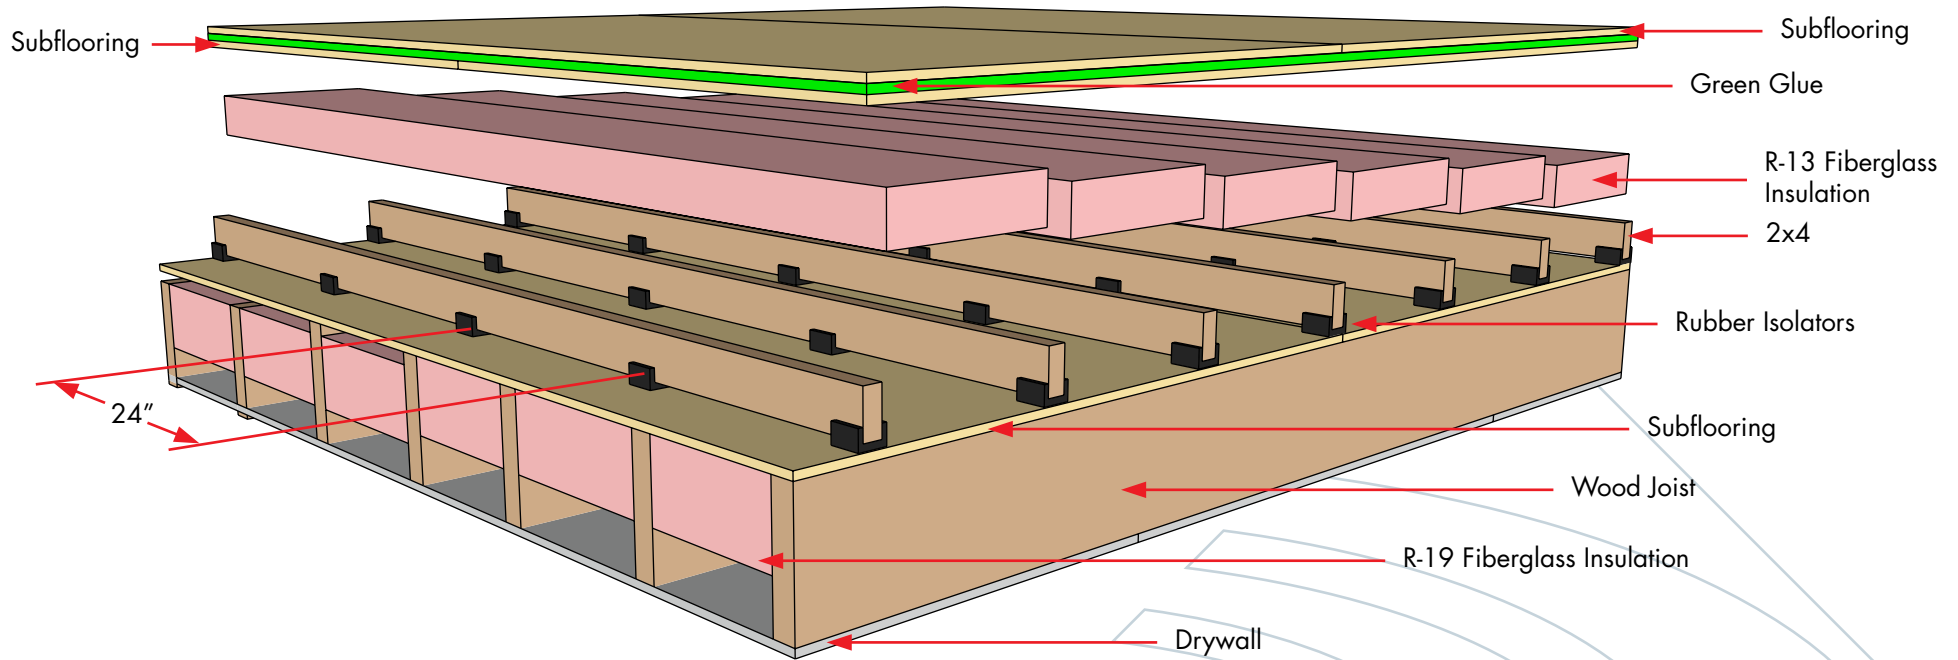 Subflooring
Subflooring
Green Glue
R-13 Fiberglass
Insulation
2x4
Rubber Isolators
24”
Subflooring
Wood Joist
R-19 Fiberglass Insulation
Drywall